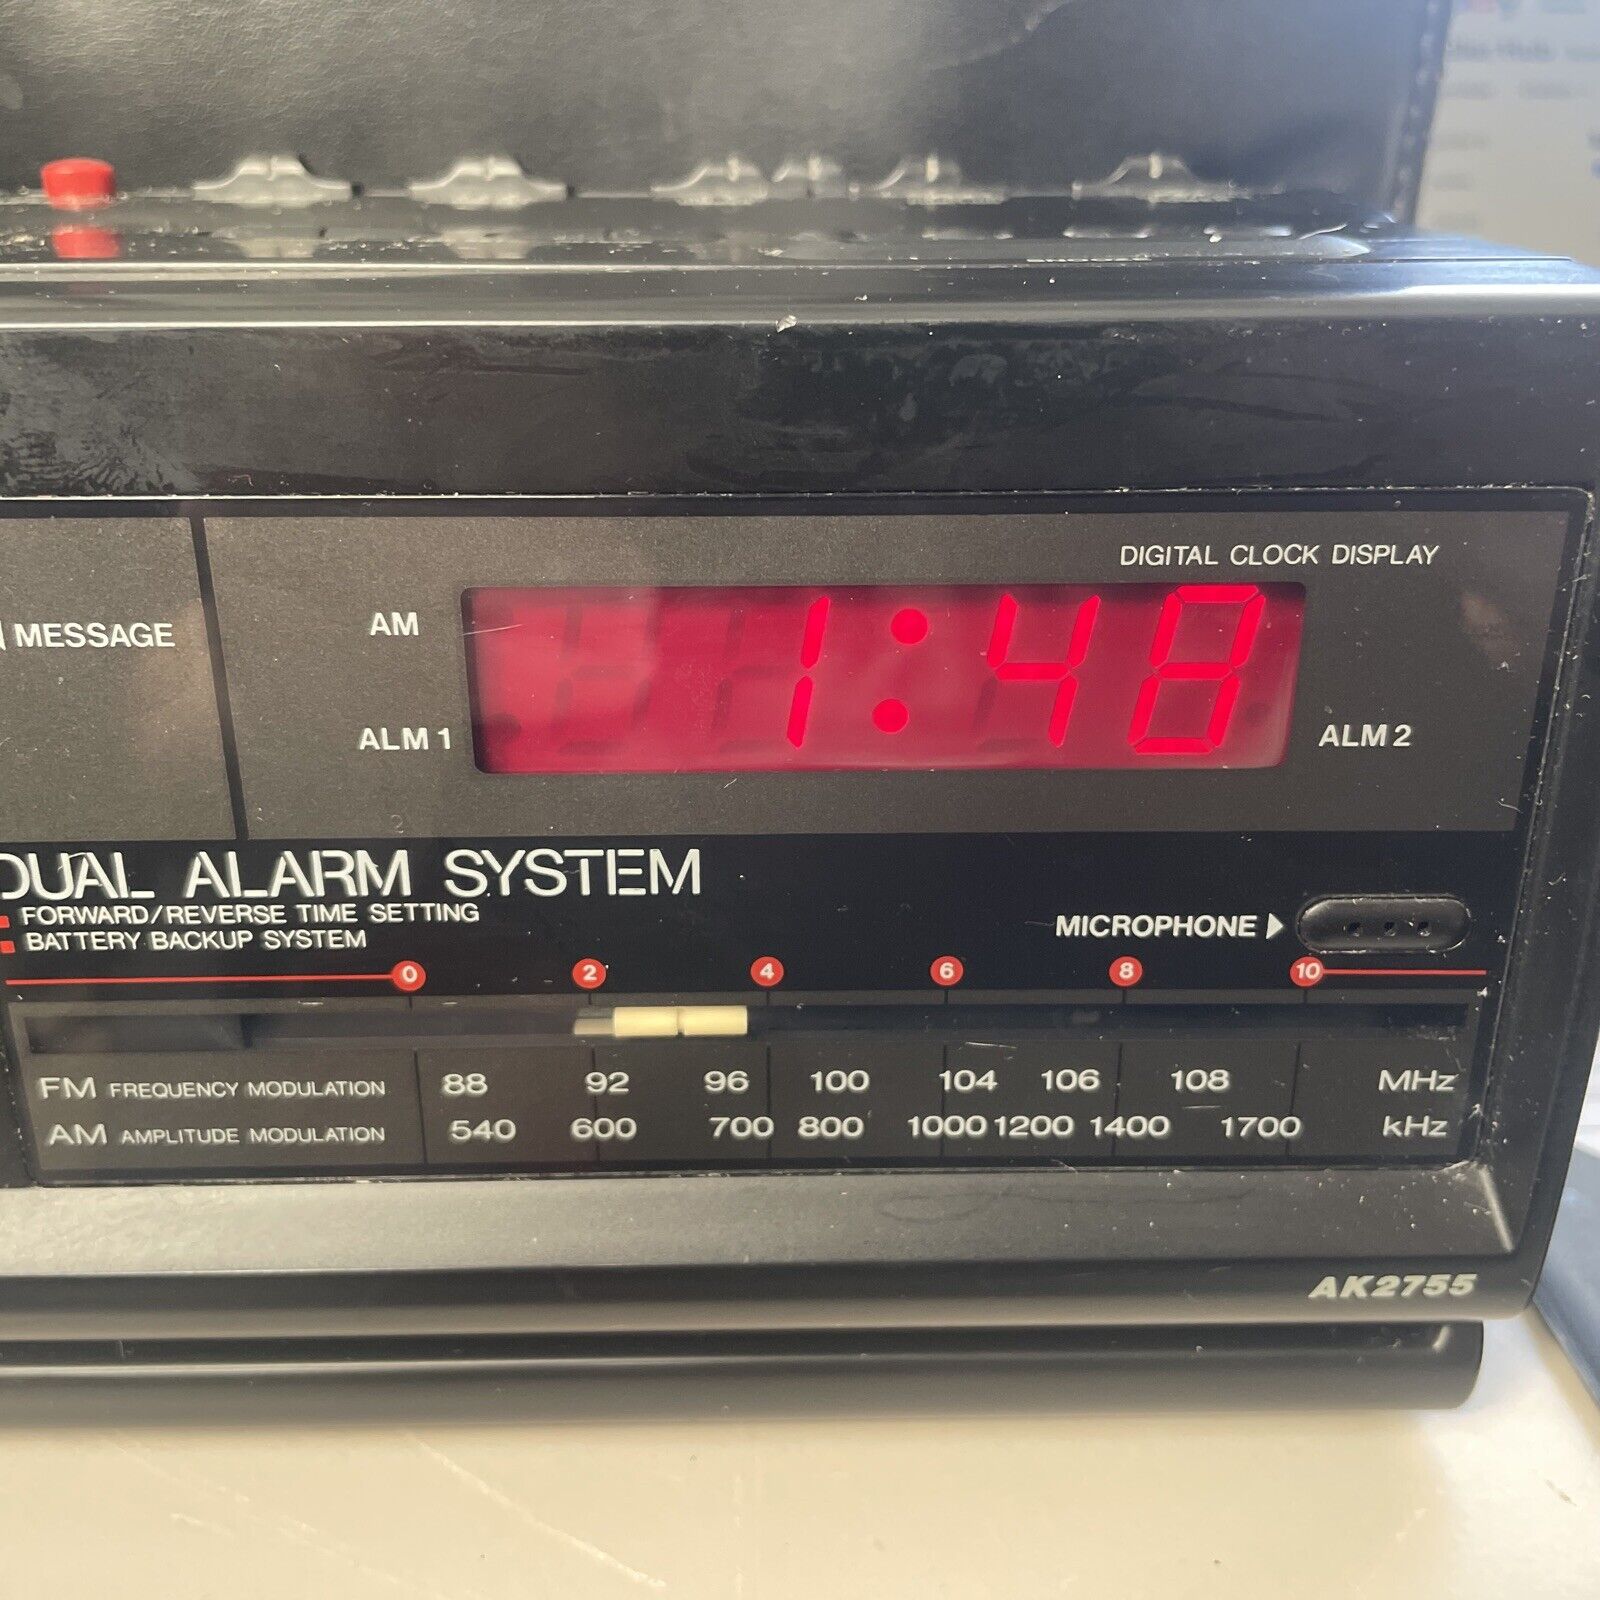 DIGITAL CLOCK DISPLAY
MESSAGE
AM
1:48
ALM 1
ALM 2
DUAL ALARM SYSTEM
FORWARD/REVERSE TIME SETTING
BATTERY BACKUP SYSTEM
MICROPHONE
0 2 4 6 8 10
FM FREQUENCY MODULATION 88 92 96 100 104 106 108 MHz
AM AMPLITUDE MODULATION 540 600 700 800 1000 1200 1400 1700 kHz
AK2755